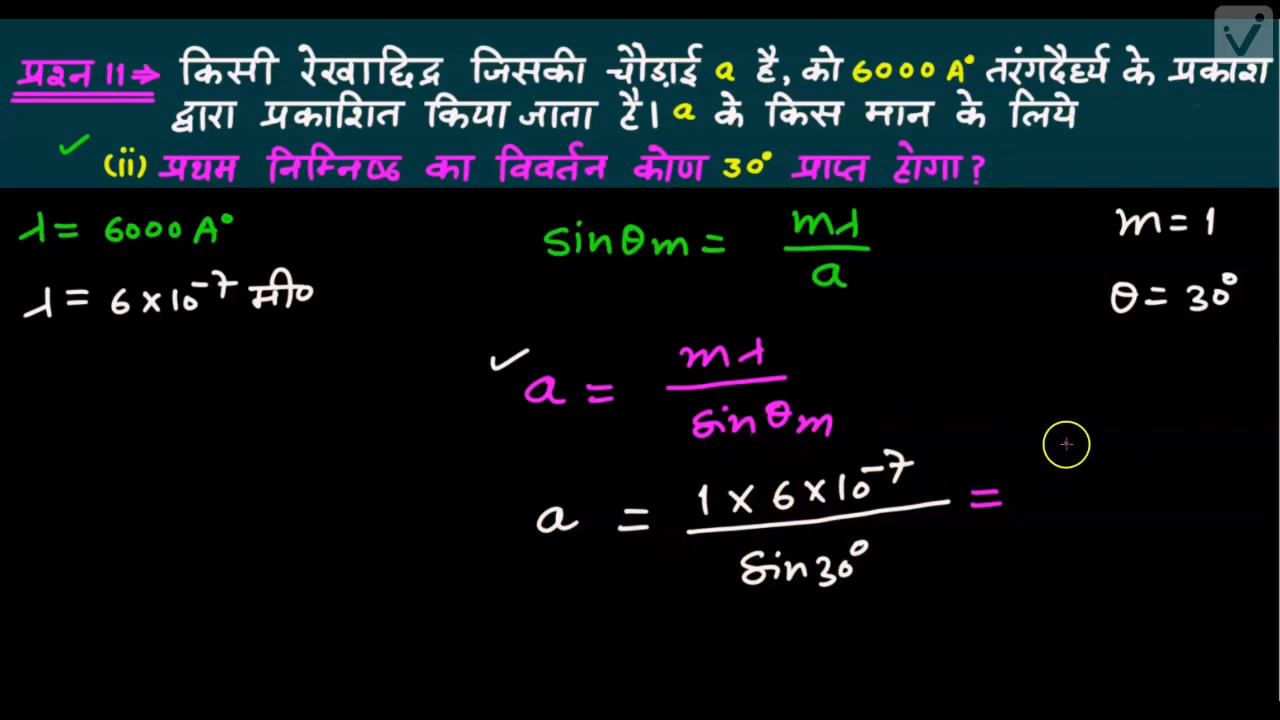 प्रश्न 11⇒ किसी रेखाछिद्र जिसकी चौड़ाई a है, को 6000 A° तरंगदैर्ध्य के प्रकाश
द्वारा प्रकाशित किया जाता है। a के किस मान के लिये
✓ (ii) प्रथम निम्निष्ठ का विवर्तन कोण 30° प्राप्त होगा?
λ = 6000 A°
sinθm = mλ/a
m = 1
λ = 6×10⁻⁷ मी०
θ = 30°
✓ a = mλ/sinθm
a = 1×6×10⁻⁷/sin30° =